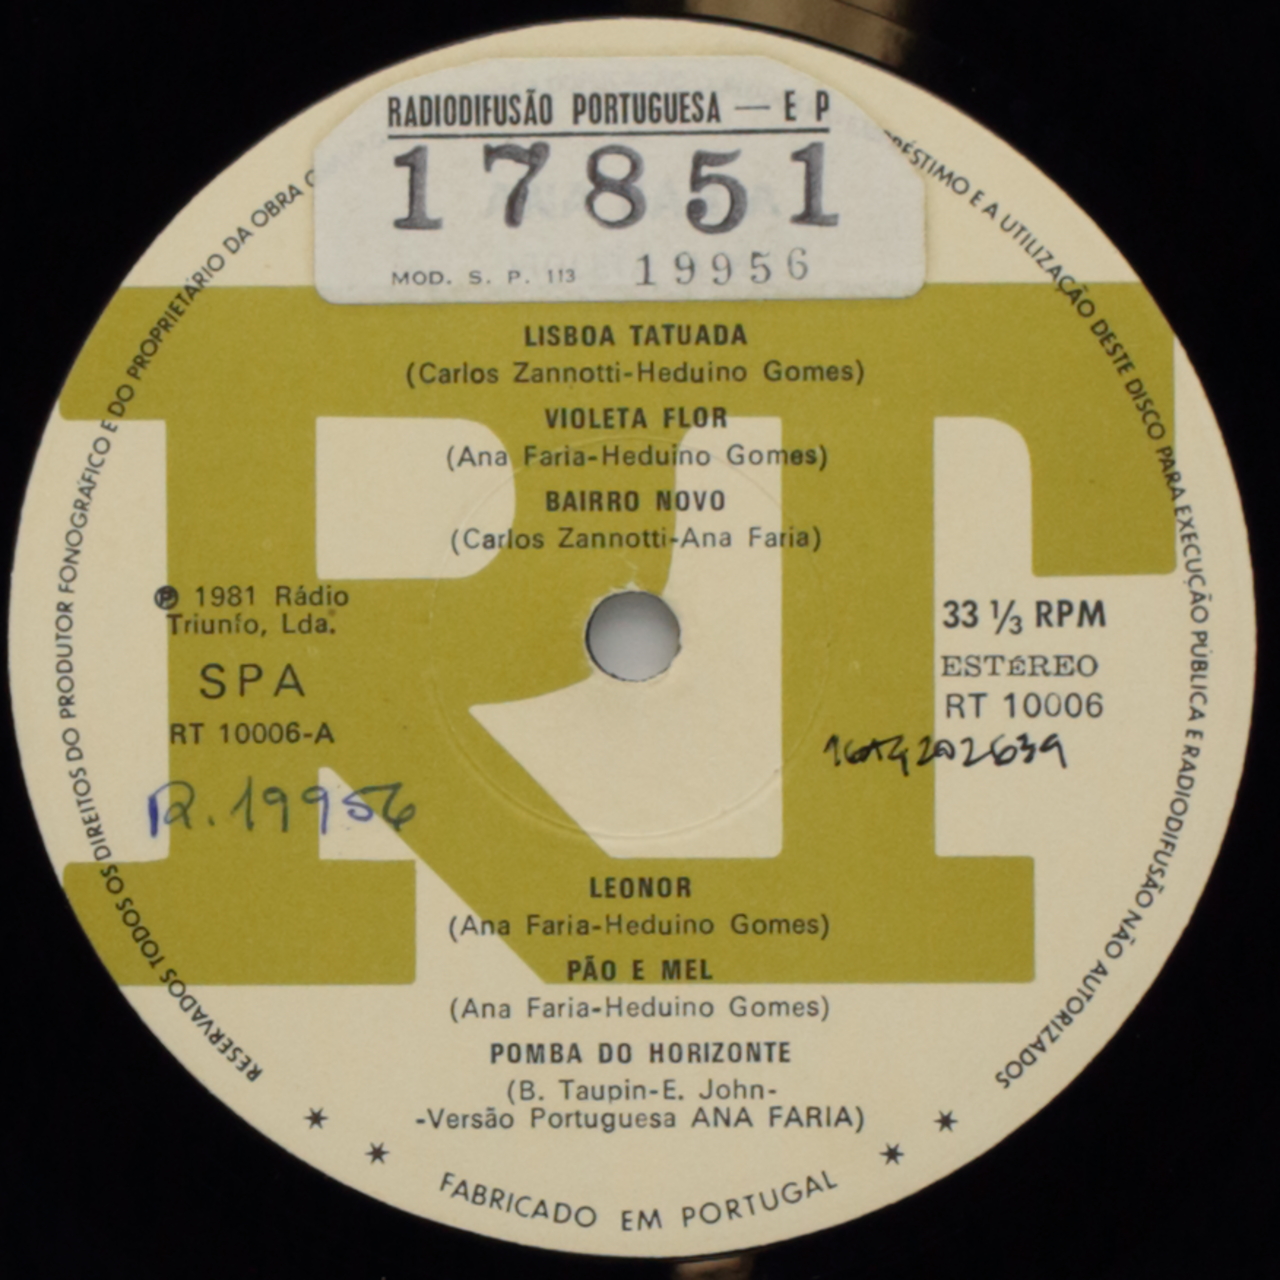 RADIODIFUSÃO PORTUGUESA — E P
17851
MOD. S. P. 113 19956
LISBOA TATUADA
(Carlos Zannotti-Heduino Gomes)
VIOLETA FLOR
(Ana Faria-Heduino Gomes)
BAIRRO NOVO
(Carlos Zannotti-Ana Faria)
℗ 1981 Rádio
Triunfo, Lda.
SPA
RT 10006-A
R.19956
33 ⅓ RPM
ESTÉREO
RT 10006
RT
LEONOR
(Ana Faria-Heduino Gomes)
PÃO E MEL
(Ana Faria-Heduino Gomes)
POMBA DO HORIZONTE
(B. Taupin-E. John-
-Versão Portuguesa ANA FARIA)
RESERVADOS TODOS OS DIREITOS DO PRODUTOR FONOGRÁFICO E DO PROPRIETÁRIO DA OBRA
E A UTILIZAÇÃO DESTE DISCO PARA EXECUÇÃO PÚBLICA E RADIODIFUSÃO NÃO AUTORIZADOS
* * FABRICADO EM PORTUGAL * *